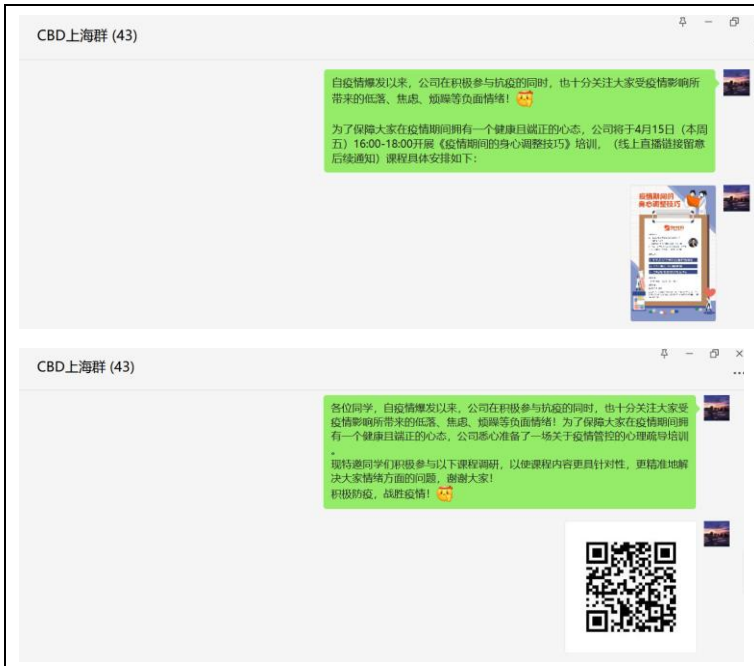 CBD上海群 (43)
自疫情爆发以来，公司在积极参与抗疫的同时，也十分关注大家受疫情影响所
带来的低落、焦虑、烦躁等负面情绪！
为了保障大家在疫情期间拥有一个健康且端正的心态，公司将于4月15日（本周
五）16:00-18:00开展《疫情期间的身心调整技巧》培训，（线上直播链接留意
后续通知）课程具体安排如下：
疫情期间的
身心调整技巧
CBD上海群 (43)
各位同学，自疫情爆发以来，公司在积极参与抗疫的同时，也十分关注大家受
疫情影响所带来的低落、焦虑、烦躁等负面情绪！为了保障大家在疫情期间拥
有一个健康且端正的心态，公司悉心准备了一场关于疫情管控的心理疏导培训
。
现特邀同学们积极参与以下课程调研，以使课程内容更具针对性，更精准地解
决大家情绪方面的问题，谢谢大家！
积极防疫，战胜疫情！